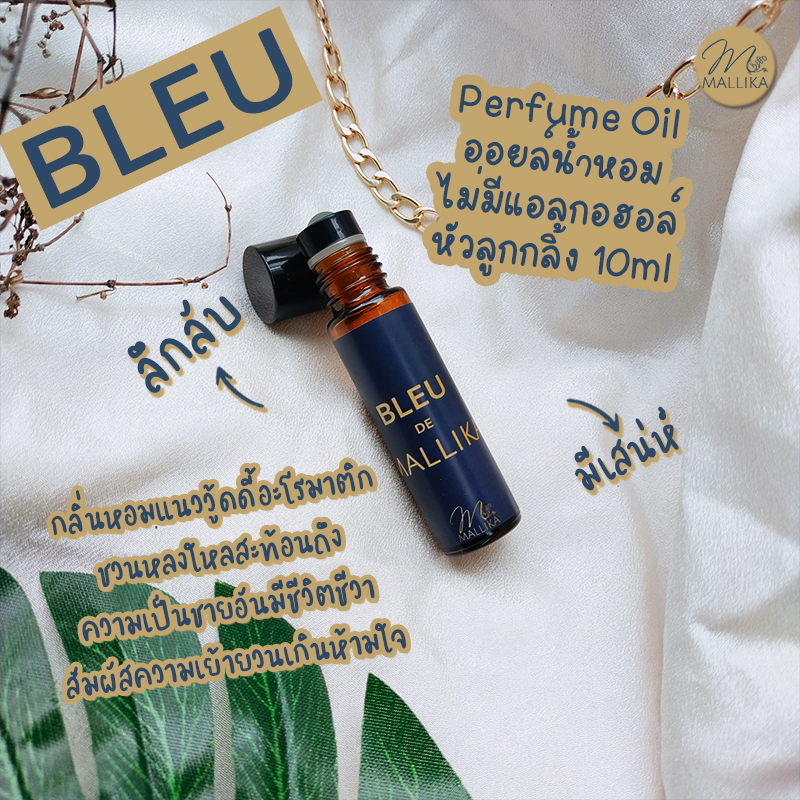 BLEU
M
MALLIKA
Perfume Oil
ออยล์น้ำหอม
ไม่มีแอลกอฮอล์
หัวลูกกลิ้ง 10ml
ลึกลับ
BLEU
DE
MALLIKA
M
MALLIKA
มีเสน่ห์
กลิ่นหอมแนววู้ดดี้อะโรมาติก
ชวนหลงใหลสะท้อนถึง
ความเป็นชายอันมีชีวิตชีวา
สัมผัสความเย้ายวนเกินห้ามใจ